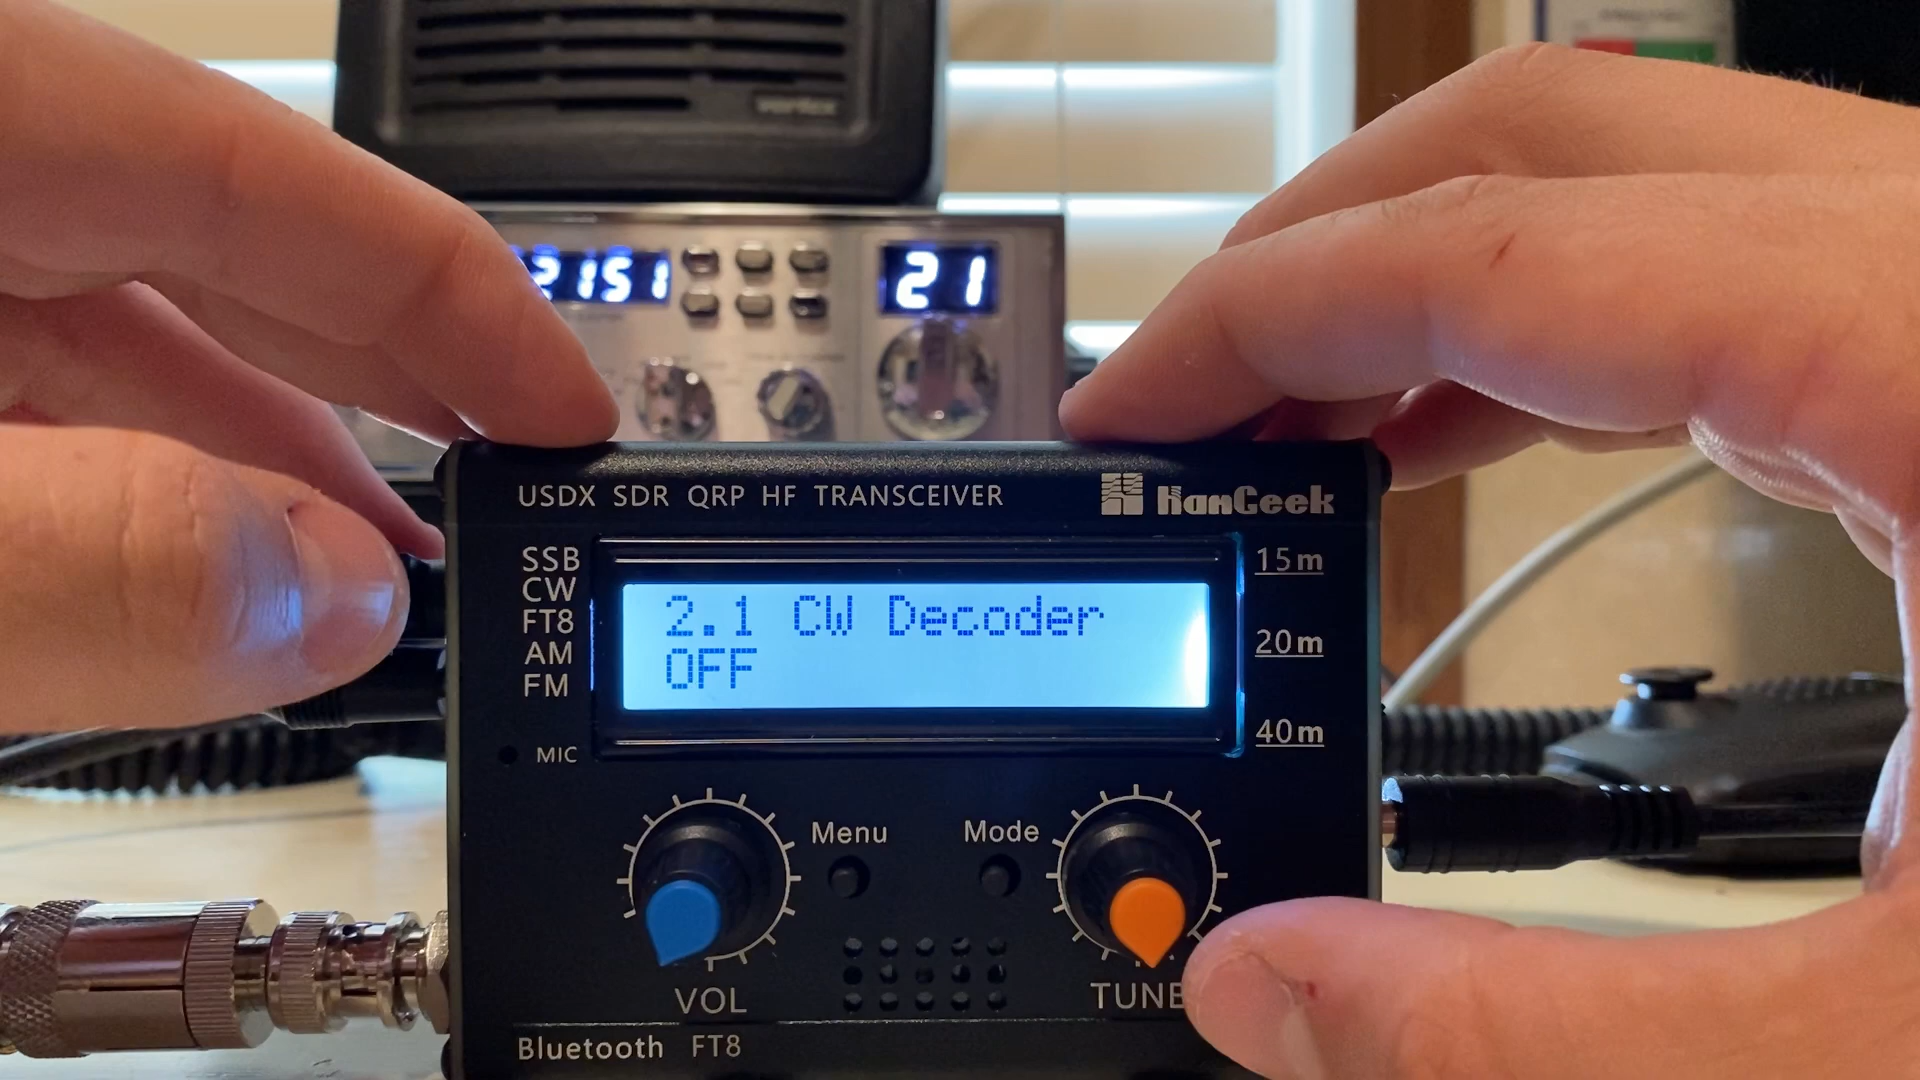 vertex
2151
21
USDX SDR QRP HF TRANSCEIVER
HanGeek
SSB
CW
FT8
AM
FM
2.1 CW Decoder
OFF
15m
20m
40m
MIC
Menu
Mode
VOL
TUNE
Bluetooth FT8